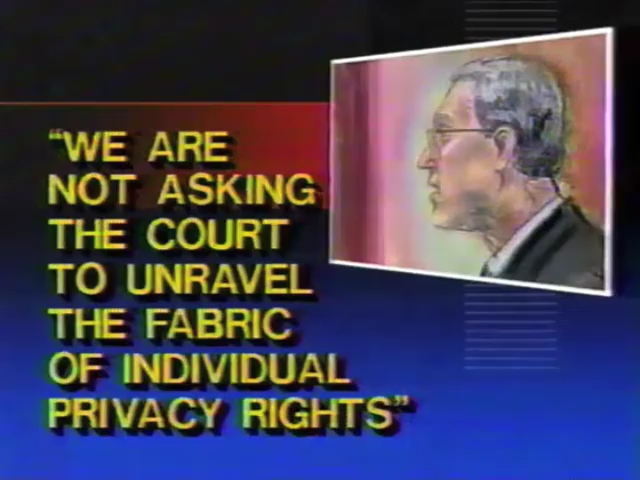 “WE ARE
NOT ASKING
THE COURT
TO UNRAVEL
THE FABRIC
OF INDIVIDUAL
PRIVACY RIGHTS”